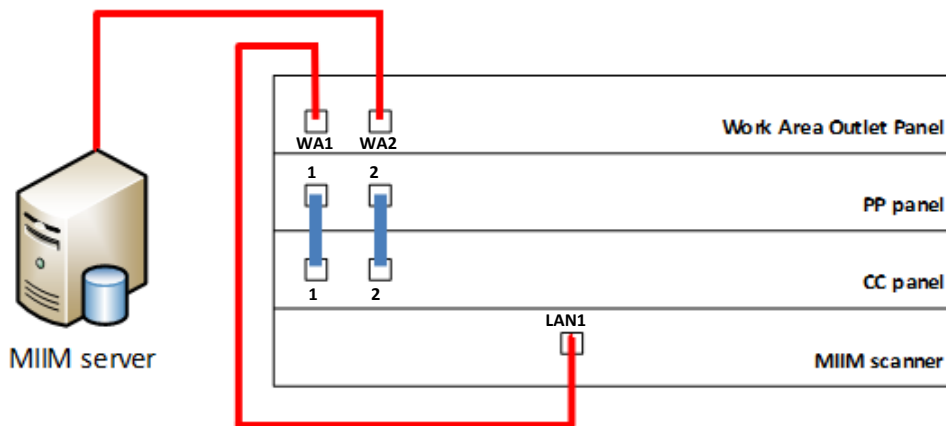 WA1 WA2
Work Area Outlet Panel
1 2
PP panel
CC panel
1 2
LAN1
MIIM server
MIIM scanner